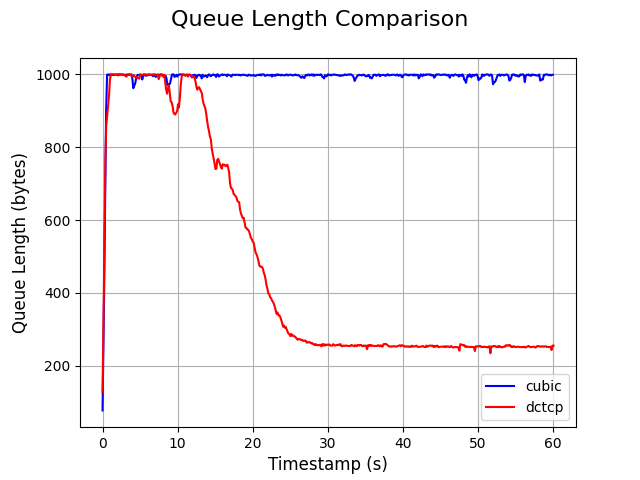 Queue Length Comparison
Queue Length (bytes)
1000
800
600
400
200
0 10 20 30 40 50 60
Timestamp (s)
cubic
dctcp